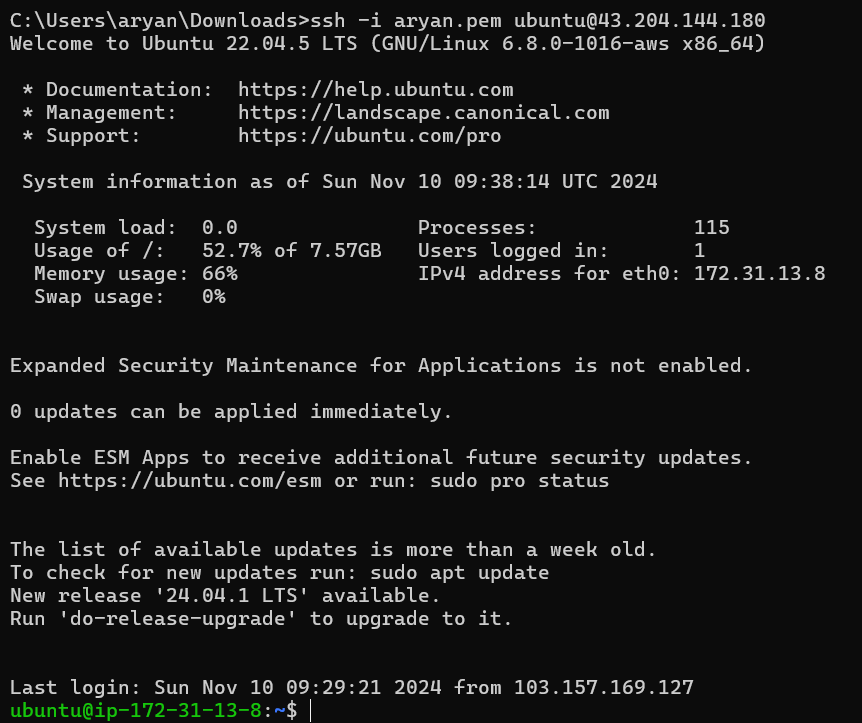 C:\Users\aryan\Downloads>ssh -i aryan.pem ubuntu@43.204.144.180
Welcome to Ubuntu 22.04.5 LTS (GNU/Linux 6.8.0-1016-aws x86_64)

 * Documentation:  https://help.ubuntu.com
 * Management:     https://landscape.canonical.com
 * Support:        https://ubuntu.com/pro

 System information as of Sun Nov 10 09:38:14 UTC 2024

  System load:  0.0               Processes:             115
  Usage of /:   52.7% of 7.57GB   Users logged in:       1
  Memory usage: 66%               IPv4 address for eth0: 172.31.13.8
  Swap usage:   0%


Expanded Security Maintenance for Applications is not enabled.

0 updates can be applied immediately.

Enable ESM Apps to receive additional future security updates.
See https://ubuntu.com/esm or run: sudo pro status


The list of available updates is more than a week old.
To check for new updates run: sudo apt update
New release '24.04.1 LTS' available.
Run 'do-release-upgrade' to upgrade to it.


Last login: Sun Nov 10 09:29:21 2024 from 103.157.169.127
ubuntu@ip-172-31-13-8:~$